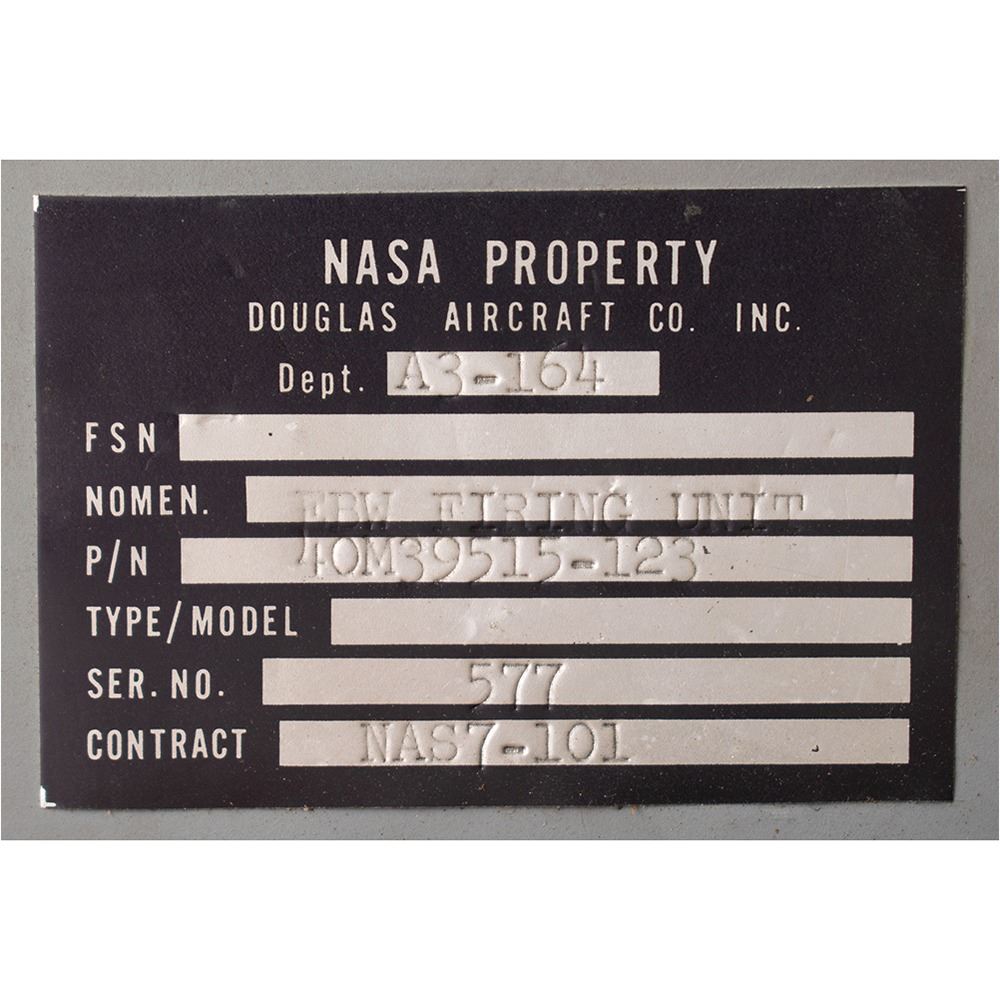 NASA PROPERTY
DOUGLAS AIRCRAFT CO. INC.
Dept. A3-164
FSN
NOMEN. EBW FIRING UNIT
P/N 40M39515-123
TYPE/MODEL
SER. NO. 577
CONTRACT NAS7-101